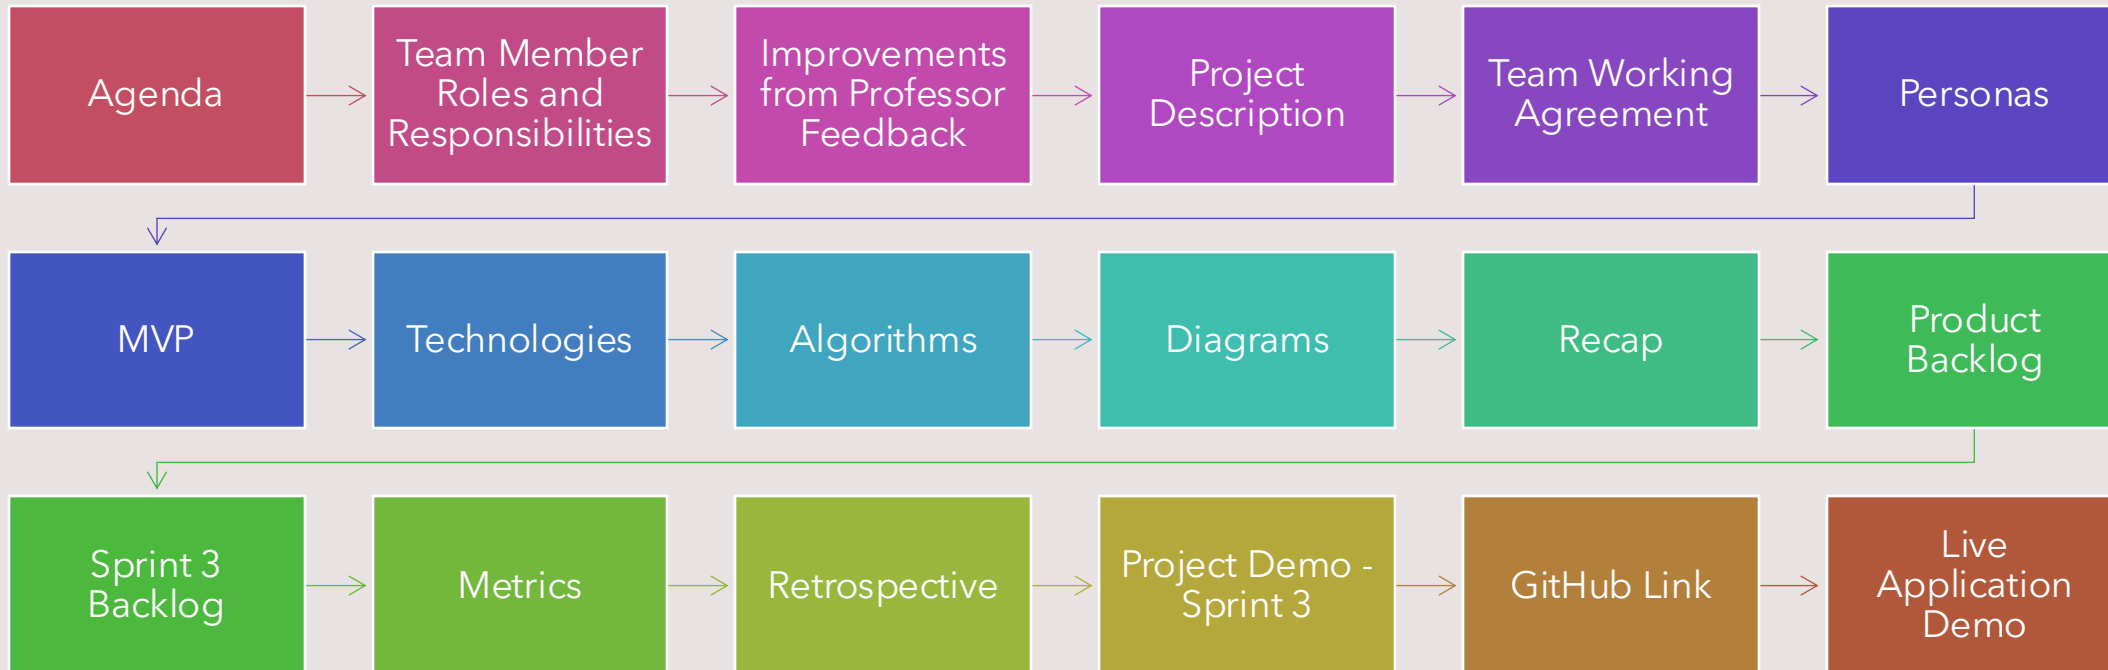 Agenda
Team Member
Roles and
Responsibilities
Improvements
from Professor
Feedback
Project
Description
Team Working
Agreement
Personas
MVP
Technologies
Algorithms
Diagrams
Recap
Product
Backlog
Sprint 3
Backlog
Metrics
Retrospective
Project Demo -
Sprint 3
GitHub Link
Live
Application
Demo